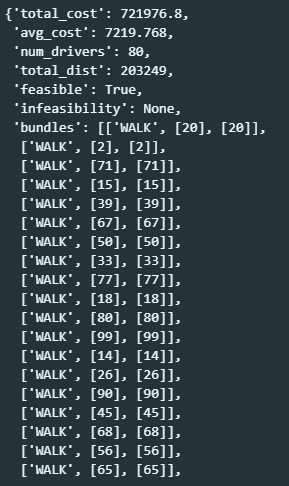 {'total_cost': 721976.8,
'avg_cost': 7219.768,
'num_drivers': 80,
'total_dist': 203249,
'feasible': True,
'infeasibility': None,
'bundles': [['WALK', [20], [20]],
['WALK', [2], [2]],
['WALK', [71], [71]],
['WALK', [15], [15]],
['WALK', [39], [39]],
['WALK', [67], [67]],
['WALK', [50], [50]],
['WALK', [33], [33]],
['WALK', [77], [77]],
['WALK', [18], [18]],
['WALK', [80], [80]],
['WALK', [99], [99]],
['WALK', [14], [14]],
['WALK', [26], [26]],
['WALK', [90], [90]],
['WALK', [45], [45]],
['WALK', [68], [68]],
['WALK', [56], [56]],
['WALK', [65], [65]],